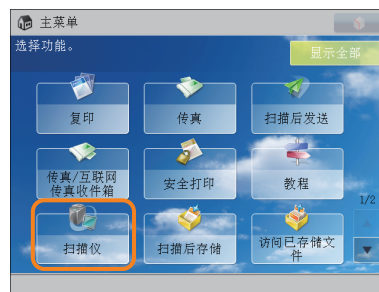 主菜单
选择功能。
显示全部
复印
传真
扫描后发送
传真/互联网
传真收件箱
安全打印
教程
1/2
扫描仪
扫描后存储
访问已存储文
件